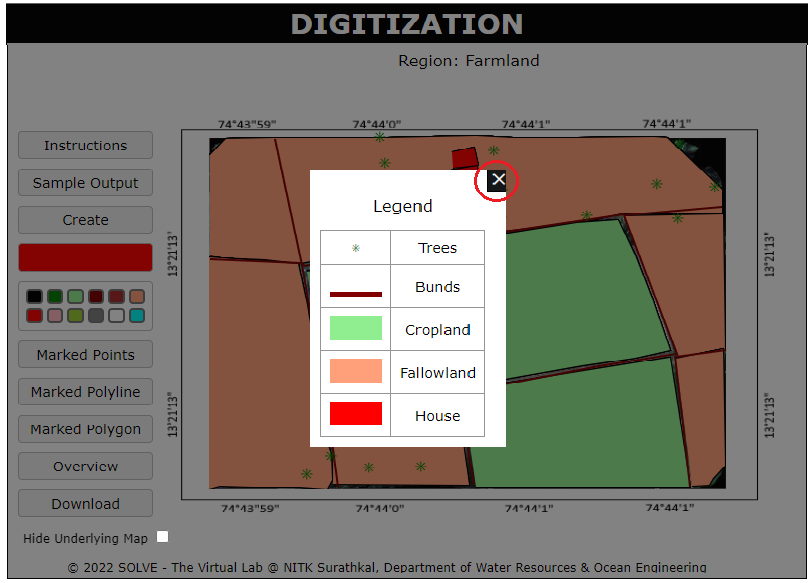 DIGITIZATION
Region: Farmland
74°43'59" 74°44'0" 74°44'1" 74°44'1"
Instructions
Sample Output
Create
Marked Points
Marked Polyline
Marked Polygon
Overview
Download
Hide Underlying Map
13°21'13"
13°21'13"
Legend
Trees
Bunds
Cropland
Fallowland
House
13°21'13"
13°21'13"
74°43'59" 74°44'0" 74°44'1" 74°44'1"
© 2022 SOLVE - The Virtual Lab @ NITK Surathkal, Department of Water Resources & Ocean Engineering